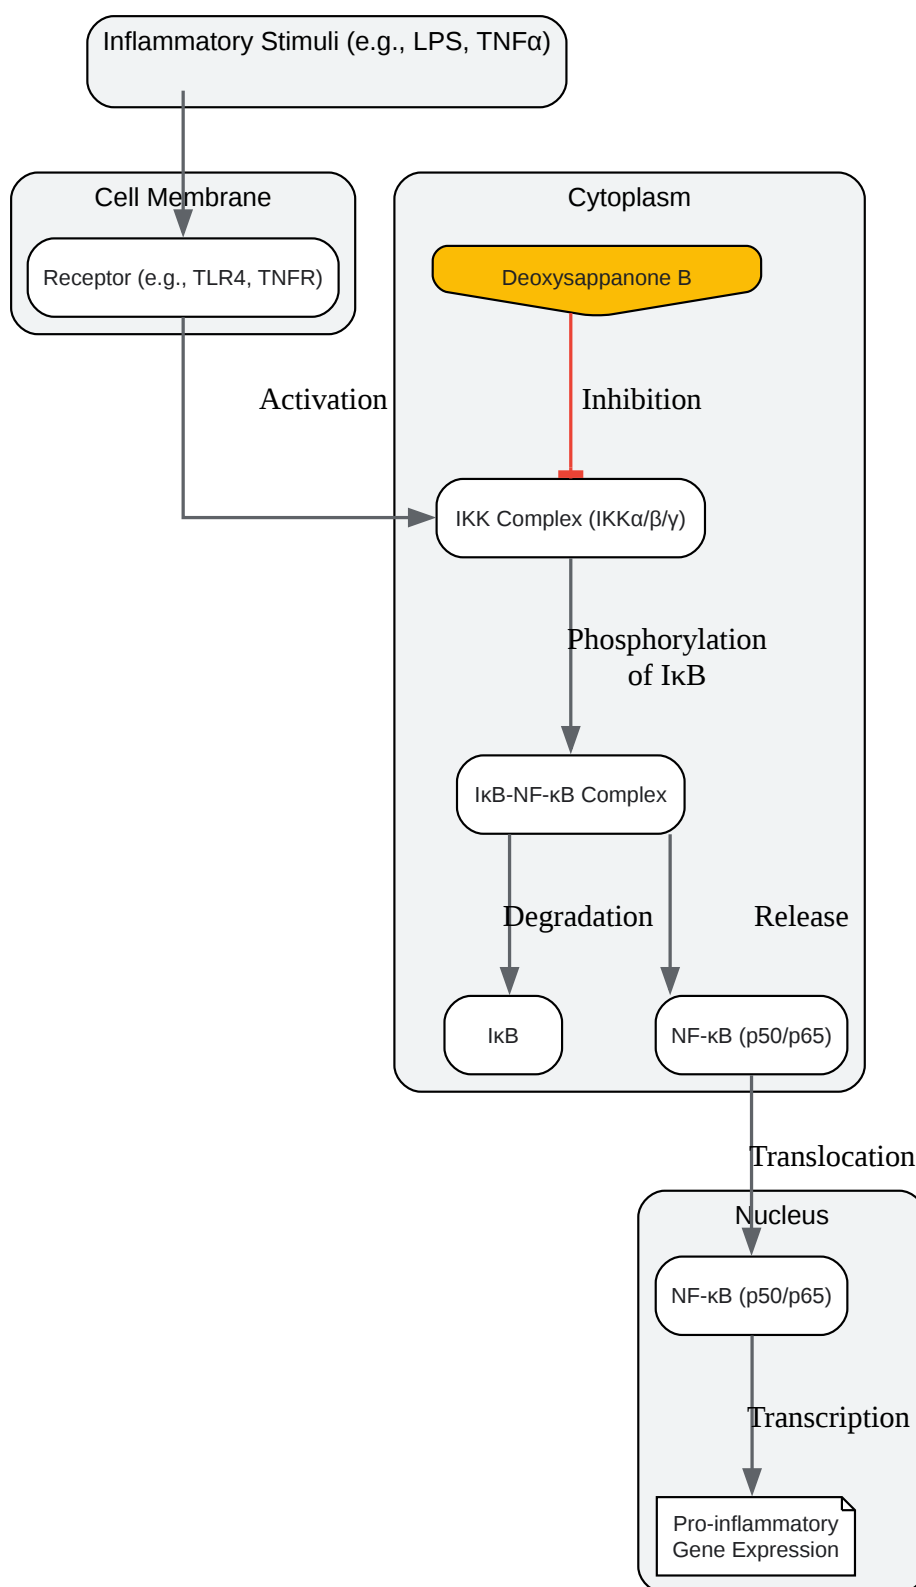 Inflammatory Stimuli (e.g., LPS, TNFα)
Cell Membrane
Receptor (e.g., TLR4, TNFR)
Cytoplasm
Deoxysappanone B
Activation
Inhibition
IKK Complex (IKKα/β/γ)
Phosphorylation
of IκB
IκB-NF-κB Complex
Degradation
Release
IκB
NF-κB (p50/p65)
Translocation
Nucleus
NF-κB (p50/p65)
Transcription
Pro-inflammatory
Gene Expression